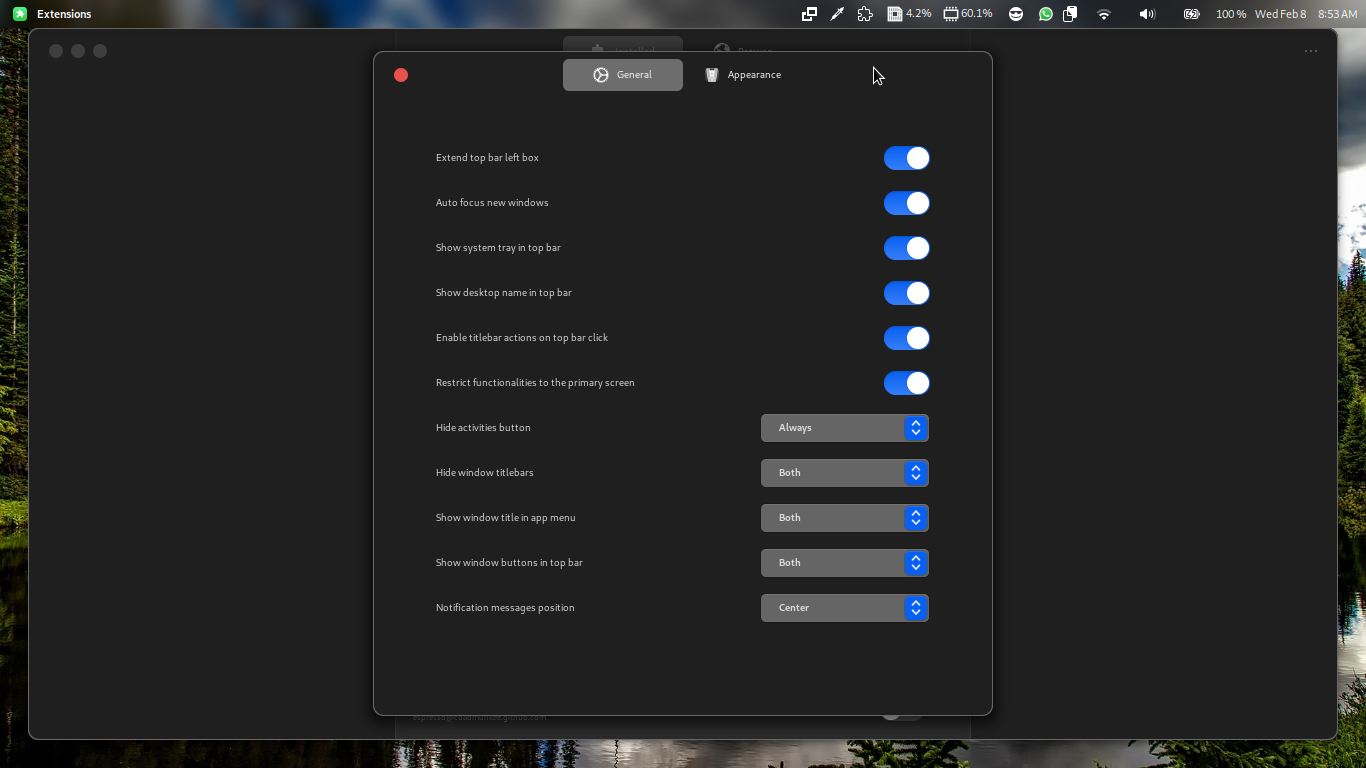 Extensions
4.2%
60.1%
100 %
Wed Feb 8
8:53 AM
Installed
Browse
General
Appearance
Extend top bar left box
Auto focus new windows
Show system tray in top bar
Show desktop name in top bar
Enable titlebar actions on top bar click
Restrict functionalities to the primary screen
Hide activities button
Always
Hide window titlebars
Both
Show window title in app menu
Both
Show window buttons in top bar
Both
Notification messages position
Center